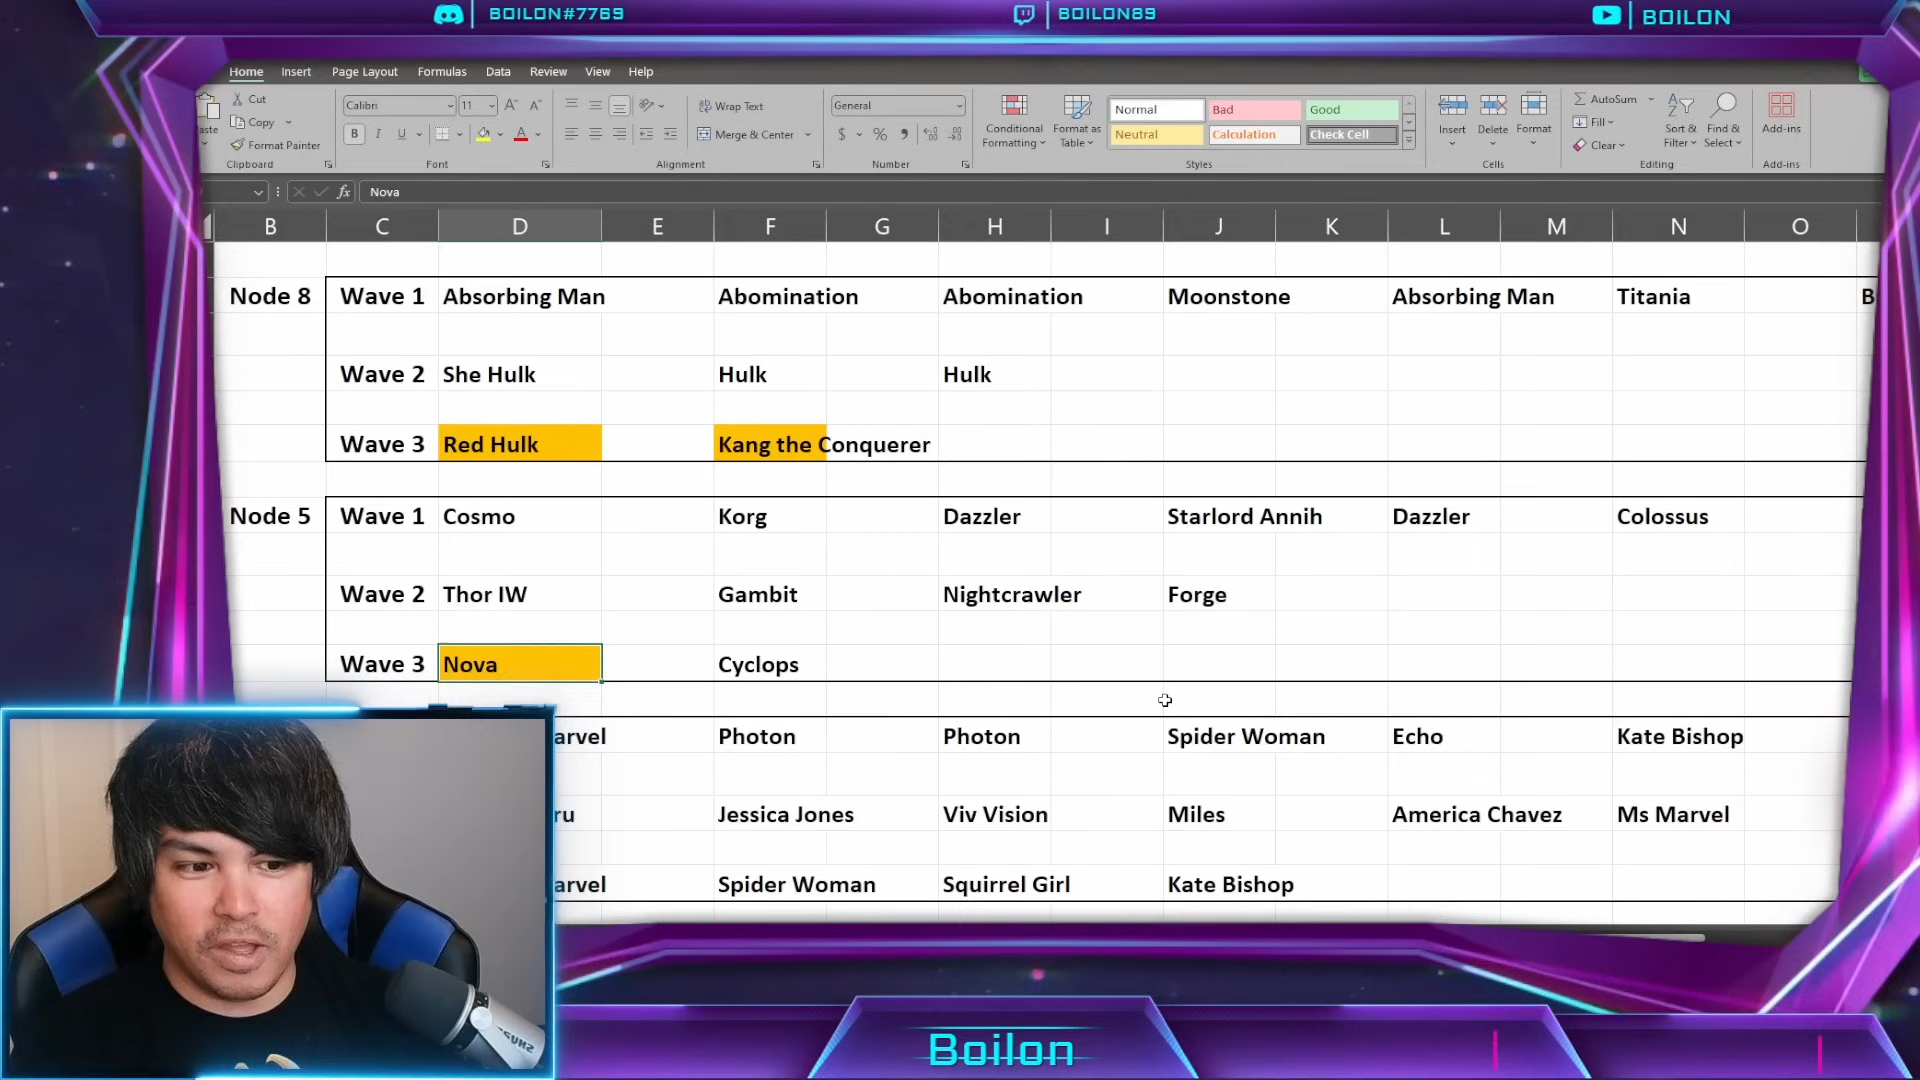 BOILON#7769 BOILON89 BOILON
Home Insert Page Layout Formulas Data Review View Help
Cut
Copy
Format Painter
Clipboard
Calibri 11
B I U
Font
Wrap Text
Merge & Center
Alignment
General
$ %
Number
Conditional Formatting
Format as Table
Normal Bad Good
Neutral Calculation Check Cell
Styles
Insert Delete Format
Cells
AutoSum
Fill
Clear
Sort & Filter
Find & Select
Editing
Add-ins
Add-ins
fx Nova
B C D E F G H I J K L M N O
Node 8 Wave 1 Absorbing Man Abomination Abomination Moonstone Absorbing Man Titania B
Wave 2 She Hulk Hulk Hulk
Wave 3 Red Hulk Kang the Conquerer
Node 5 Wave 1 Cosmo Korg Dazzler Starlord Annih Dazzler Colossus
Wave 2 Thor IW Gambit Nightcrawler Forge
Wave 3 Nova Cyclops
arvel Photon Photon Spider Woman Echo Kate Bishop
ru Jessica Jones Viv Vision Miles America Chavez Ms Marvel
arvel Spider Woman Squirrel Girl Kate Bishop
Boilon